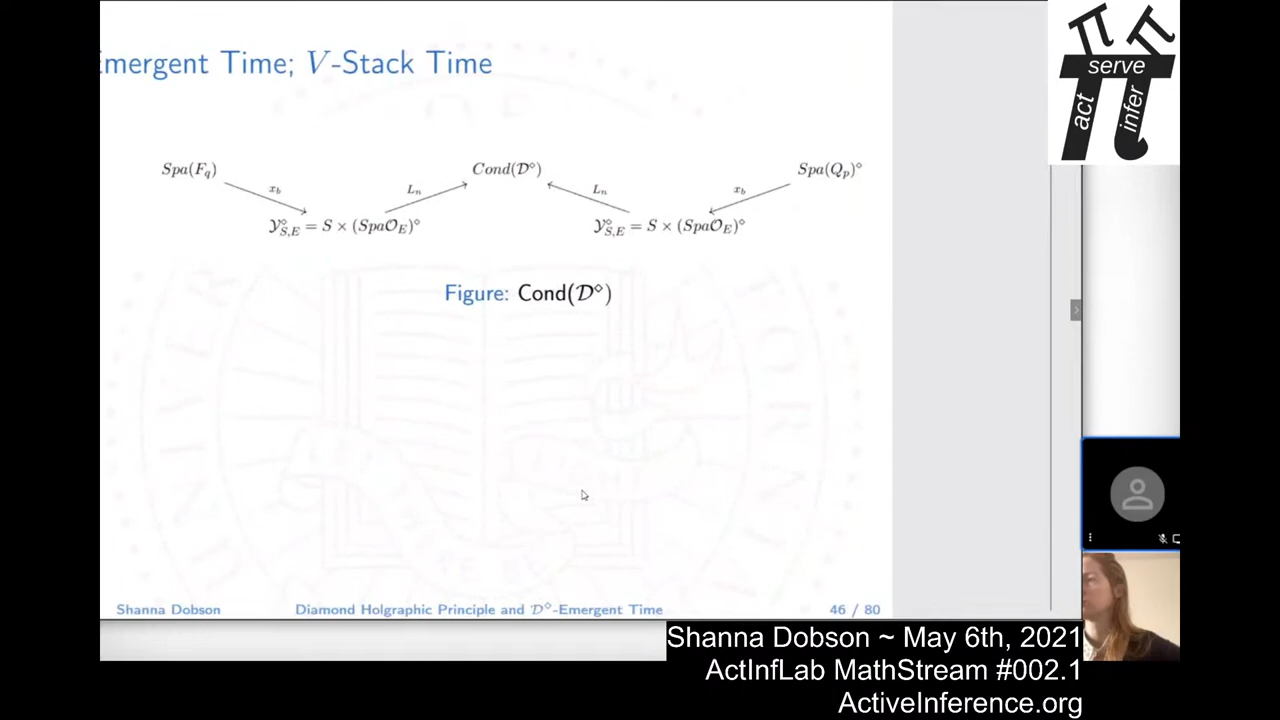 Emergent Time; V-Stack Time
Spa(F_q) Cond(𝒟^⋄) Spa(Q_p)^⋄
x_b L_n L_n x_b
𝒴^⋄_{S,E} = S × (Spa𝒪_E)^⋄ 𝒴^⋄_{S,E} = S × (Spa𝒪_E)^⋄
Figure: Cond(𝒟^⋄)
Shanna Dobson Diamond Holgraphic Principle and 𝒟^⋄-Emergent Time 46 / 80
serve
act
infer
Shanna Dobson ~ May 6th, 2021
ActInfLab MathStream #002.1
ActiveInference.org